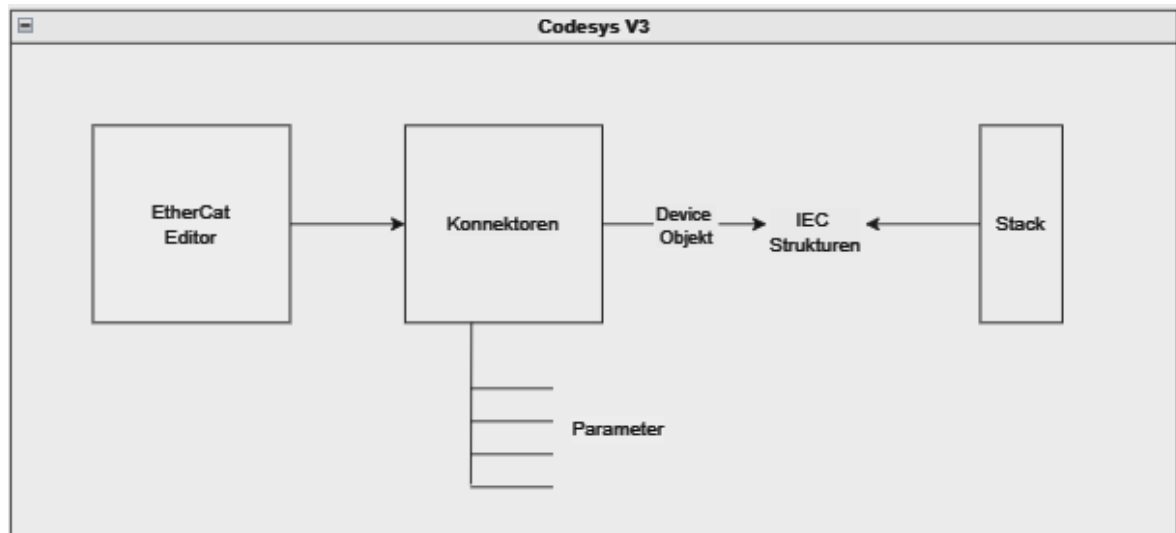 Codesys V3
EtherCat
Editor
Konnektoren
Device
Objekt
IEC
Strukturen
Stack
Parameter